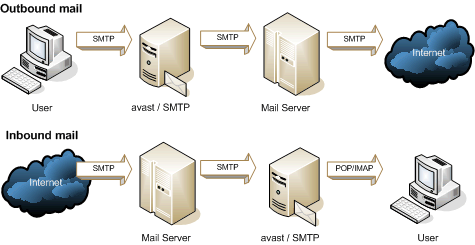 Outbound mail
SMTP
SMTP
SMTP
Internet
User
avast / SMTP
Mail Server
Inbound mail
Internet
SMTP
SMTP
POP/IMAP
Mail Server
avast / SMTP
User